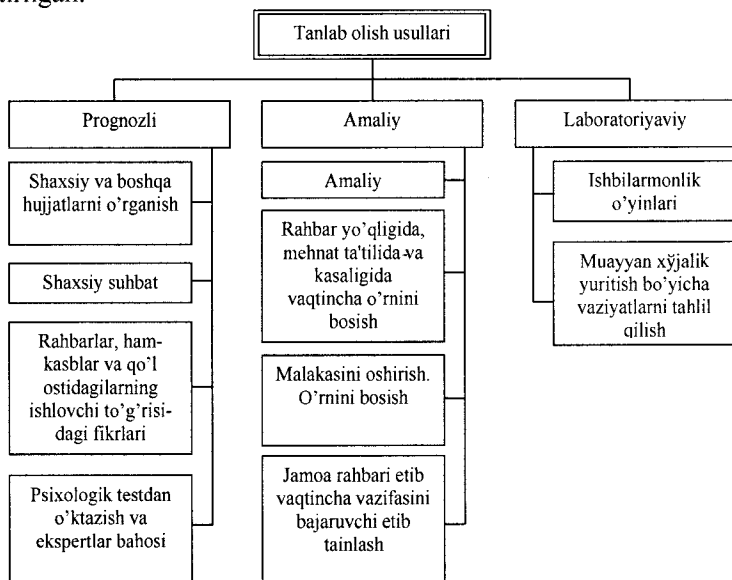 Tanlab olish usullari
Prognozli
Shaxsiy va boshqa
hujjatlarni o’rganish
Shaxsiy suhbat
Rahbarlar, ham-
kasblar va qo’l
ostidagilarning
ishlovchi to’g’risi-
dagi fikrlari
Psixologik testdan
o’ktazish va
ekspertlar bahosi
Amaliy
Amaliy
Rahbar yo’qligida,
mehnat ta'tilida va
kasaligida
vaqtincha o’rnini
bosish
Malakasini oshirish.
O’rnini bosish
Jamoa rahbari etib
vaqtincha vazifasini
bajaruvchi etib
tainlash
Laboratoriyaviy
Ishbilarmonlik
o’yinlari
Muayyan xўjalik
yuritish bo’yicha
vaziyatlarni tahlil
qilish